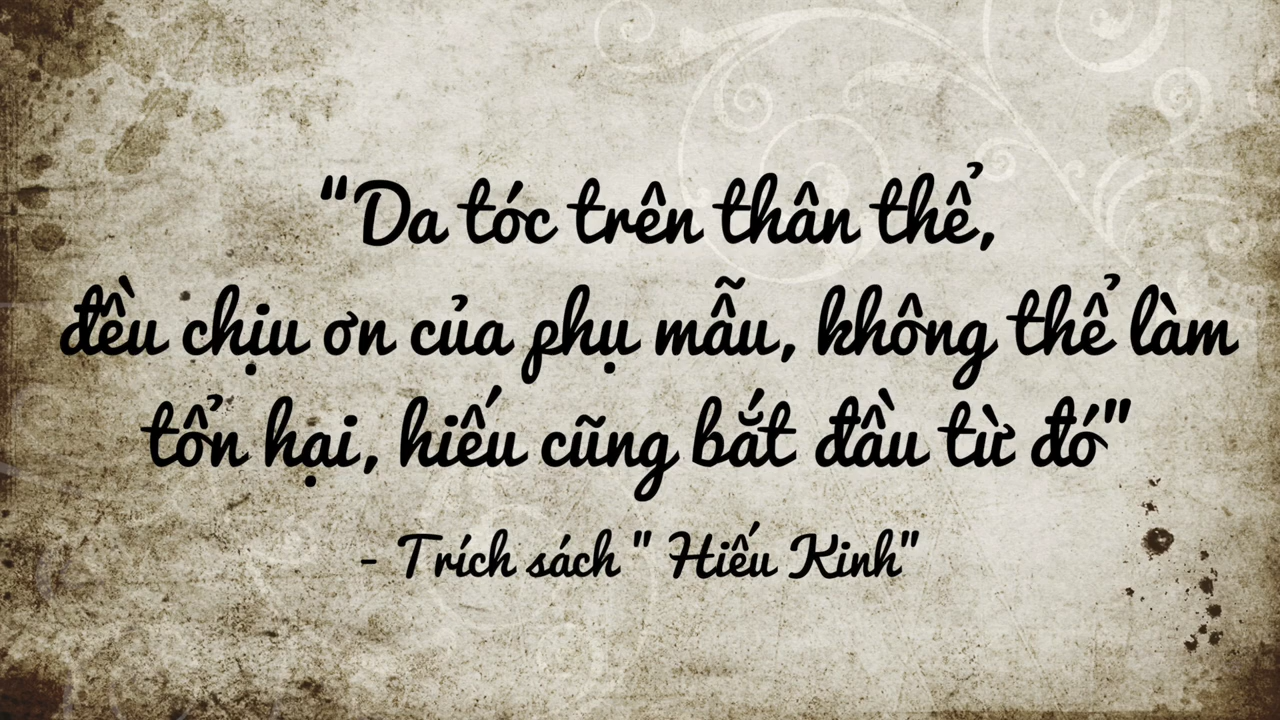 "Da tóc trên thân thể,
đều chịu ơn của phụ mẫu, không thể làm
tổn hại, hiếu cũng bắt đầu từ đó"
- Trích sách " Hiếu Kinh"